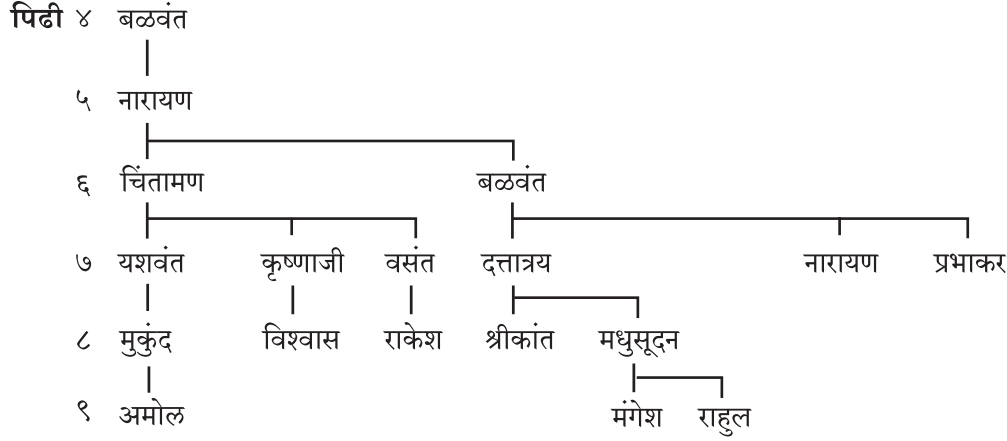 पिढी ४ बळवंत
५ नारायण
६ चिंतामण बळवंत
७ यशवंत कृष्णाजी वसंत दत्तात्रय नारायण प्रभाकर
८ मुकुंद विश्वास राकेश श्रीकांत मधुसूदन
९ अमोल मंगेश राहुल